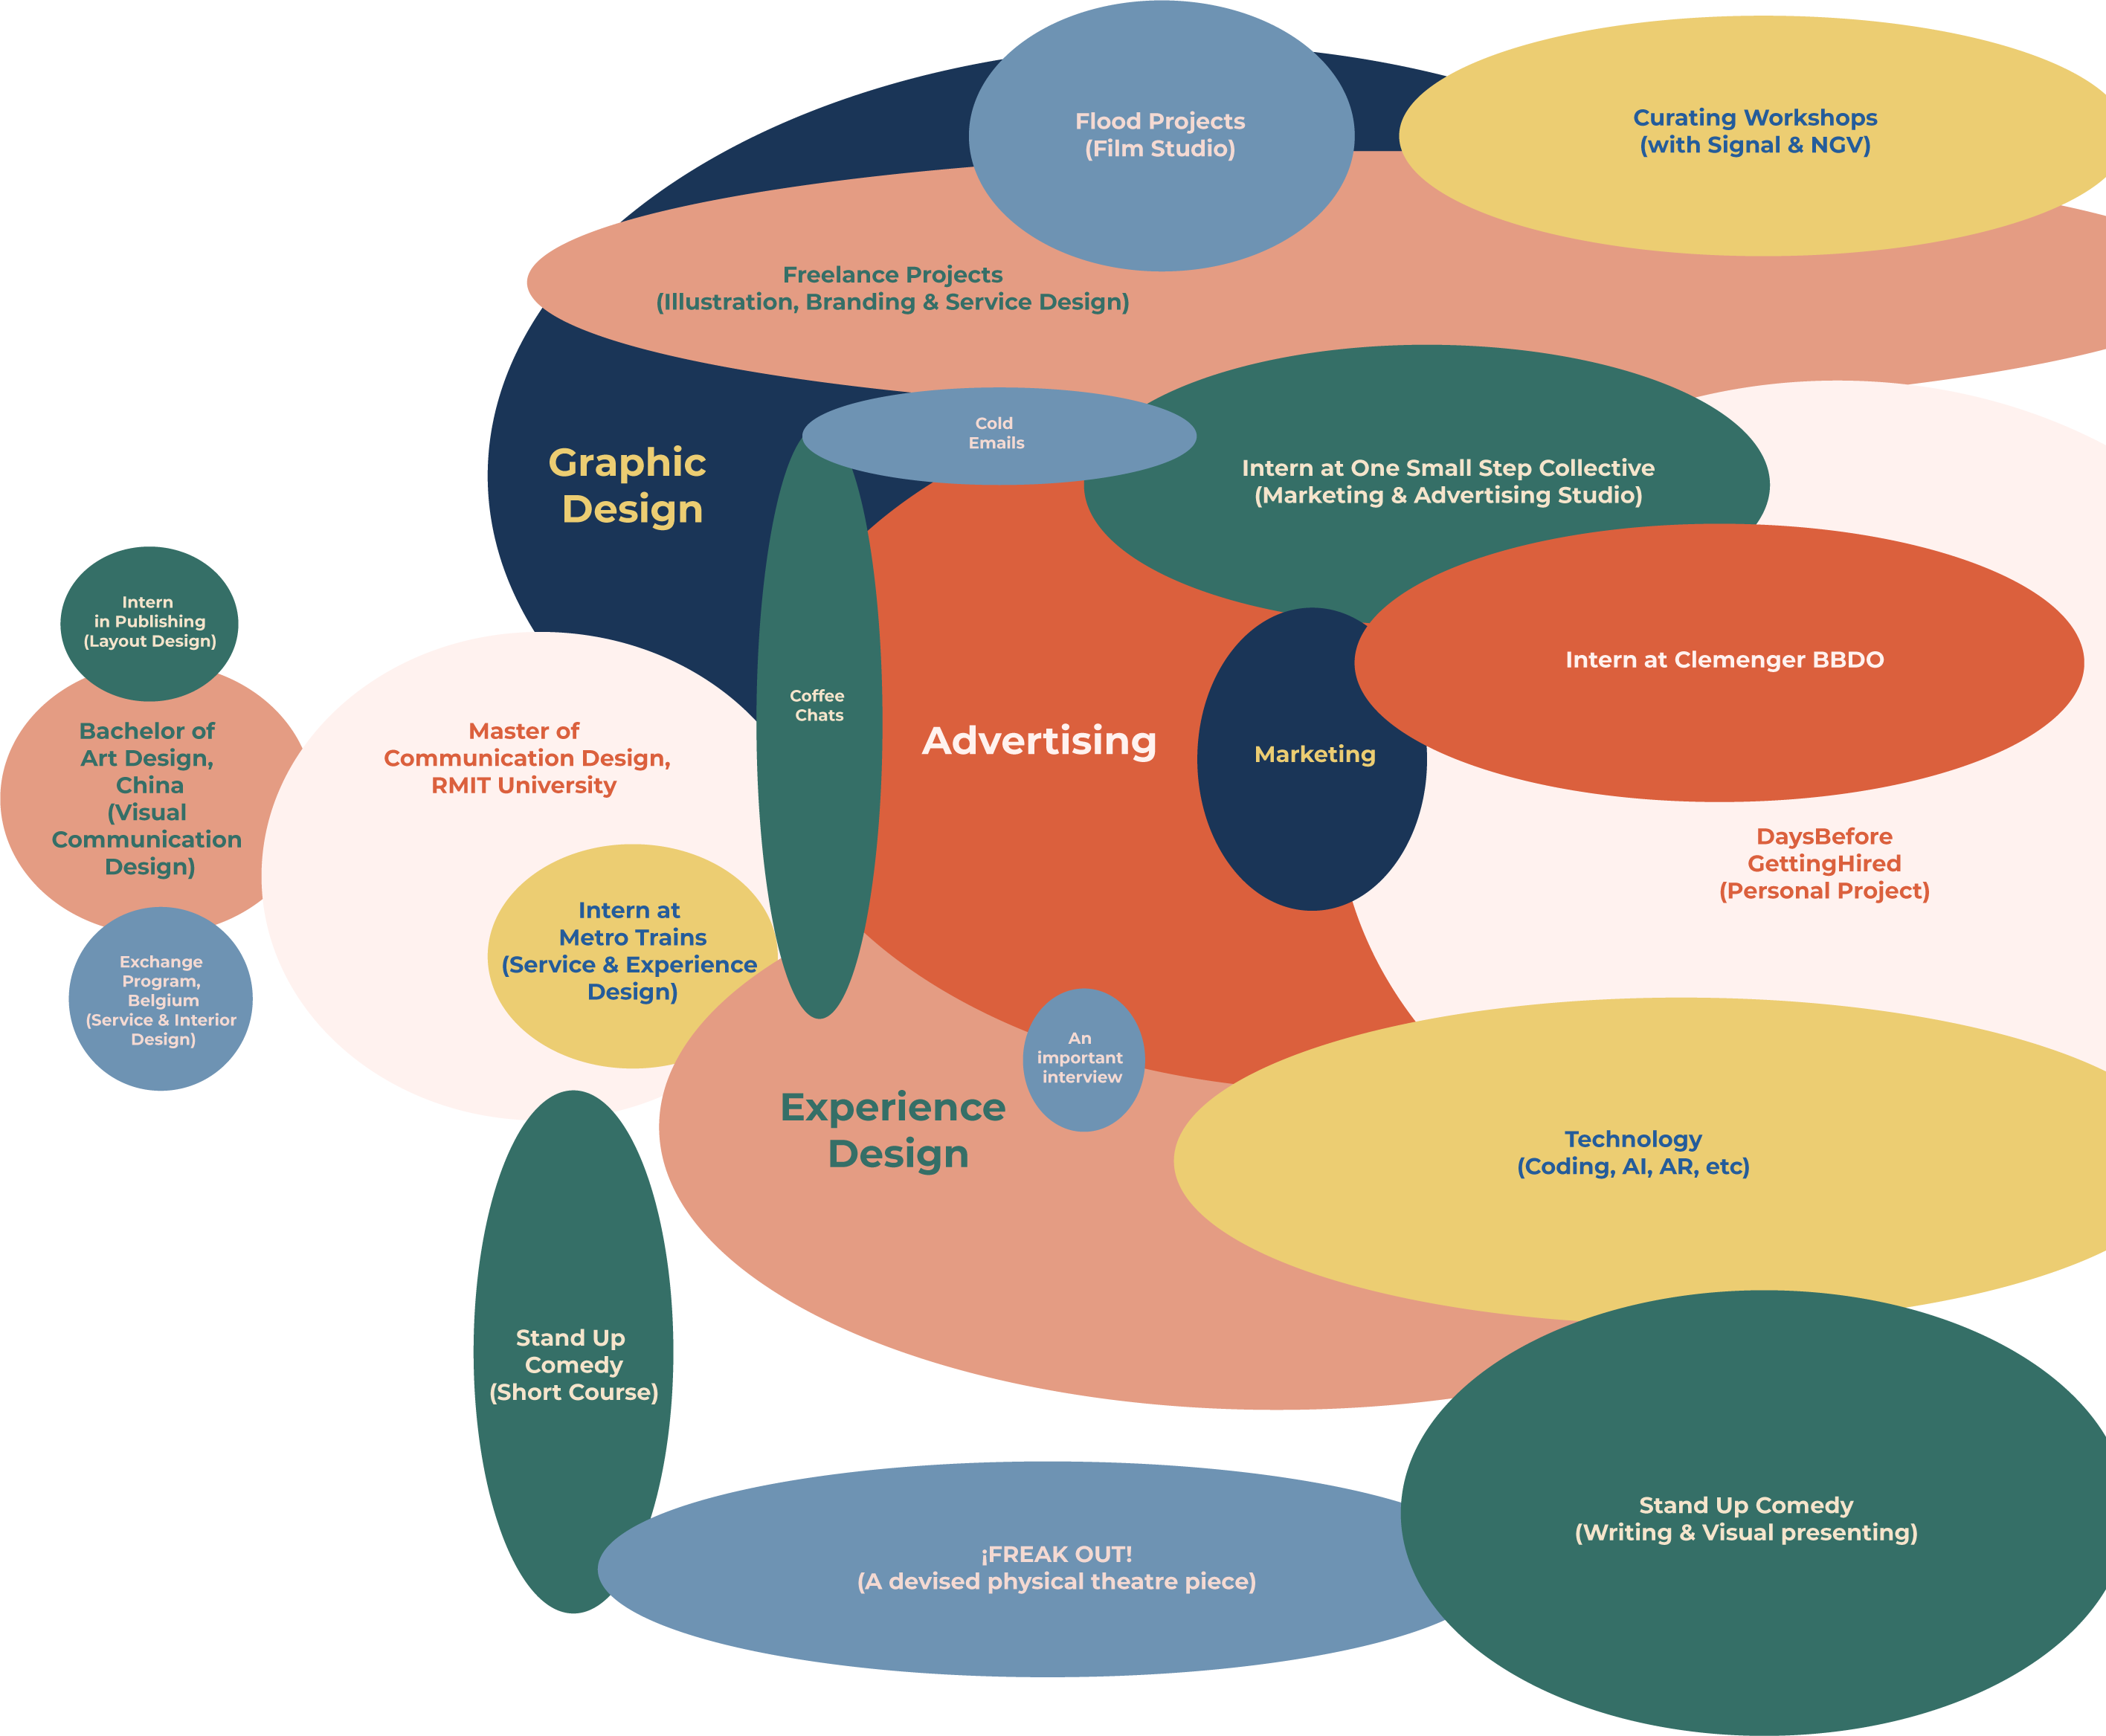 Flood Projects
(Film Studio)
Curating Workshops
(with Signal & NGV)
Freelance Projects
(Illustration, Branding & Service Design)
Cold
Emails
Graphic
Design
Intern at One Small Step Collective
(Marketing & Advertising Studio)
Intern
in Publishing
(Layout Design)
Intern at Clemenger BBDO
Coffee
Chats
Bachelor of
Art Design,
China
(Visual
Communication
Design)
Master of
Communication Design,
RMIT University
Advertising
Marketing
DaysBefore
GettingHired
(Personal Project)
Intern at
Metro Trains
(Service & Experience
Design)
Exchange
Program,
Belgium
(Service & Interior
Design)
An
important
interview
Experience
Design
Technology
(Coding, AI, AR, etc)
Stand Up
Comedy
(Short Course)
Stand Up Comedy
(Writing & Visual presenting)
¡FREAK OUT!
(A devised physical theatre piece)